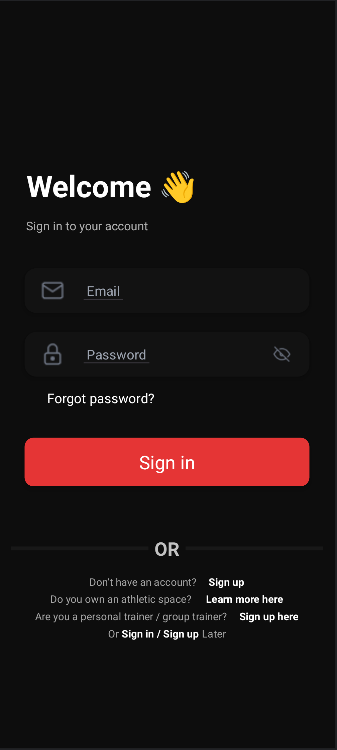 Welcome 👋
Sign in to your account
Email
Password
Forgot password?
Sign in
OR
Don't have an account? Sign up
Do you own an athletic space? Learn more here
Are you a personal trainer / group trainer? Sign up here
Or Sign in / Sign up Later